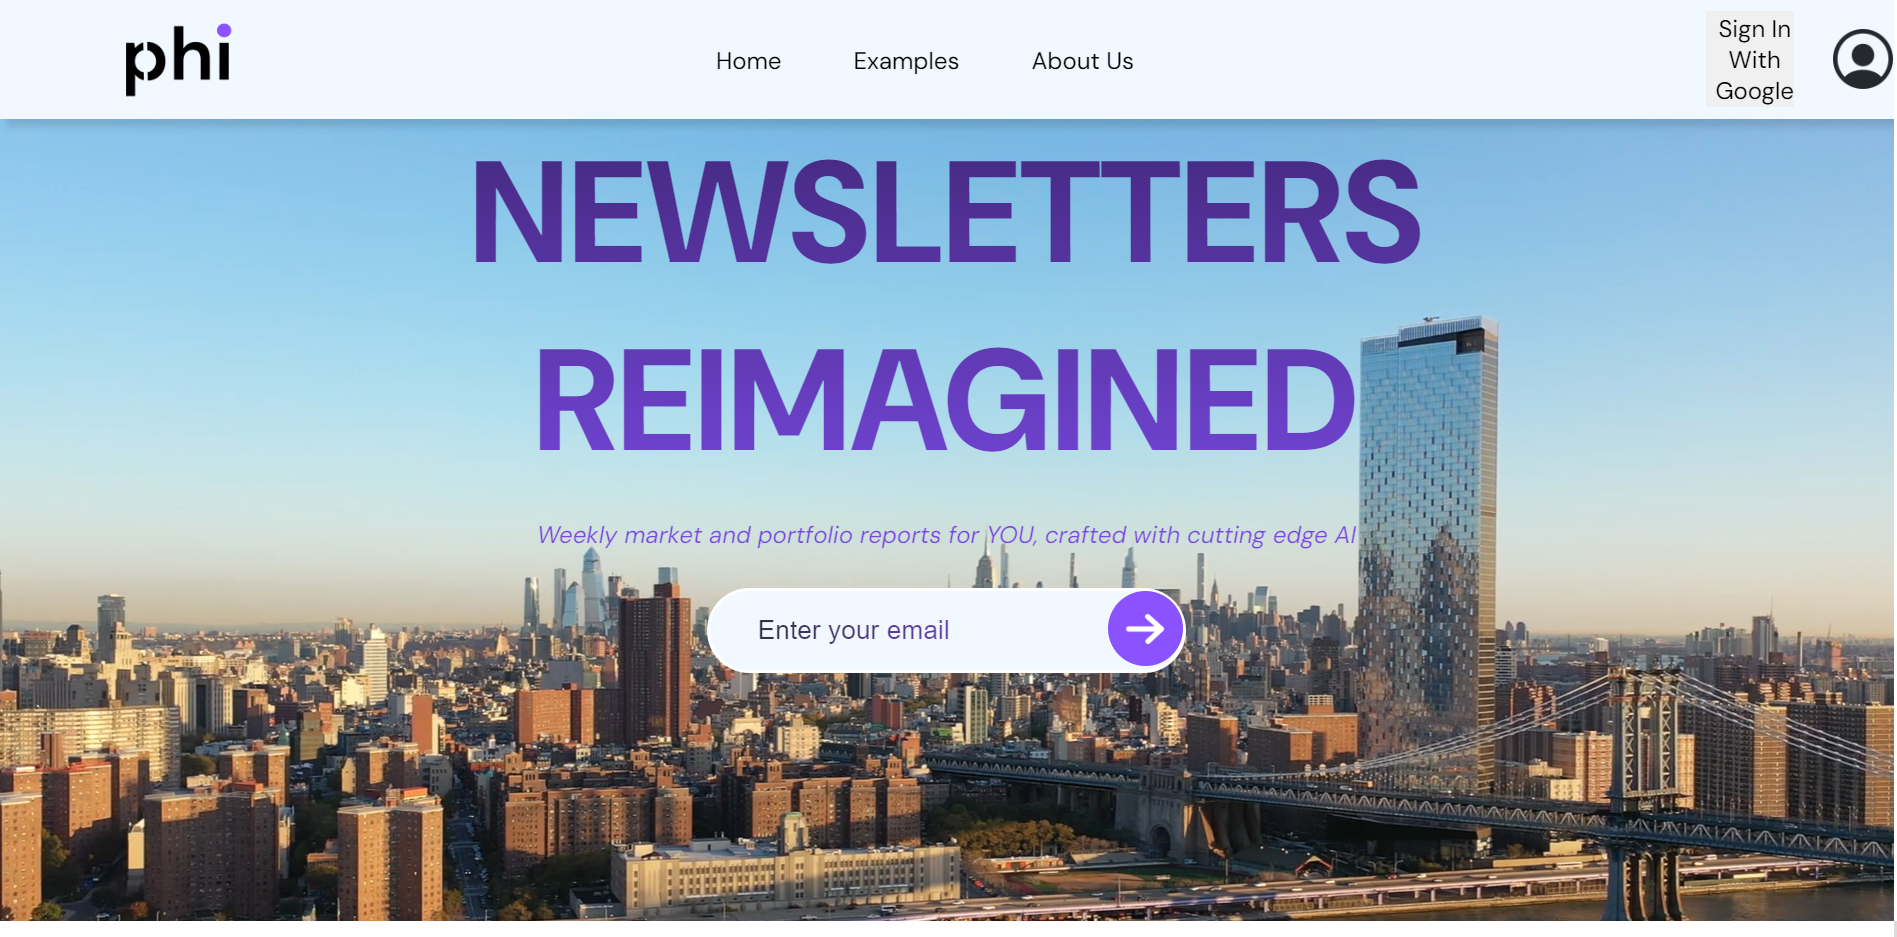 phi
Home
Examples
About Us
Sign In
With
Google
NEWSLETTERS
REIMAGINED
Weekly market and portfolio reports for YOU, crafted with cutting edge AI
Enter your email